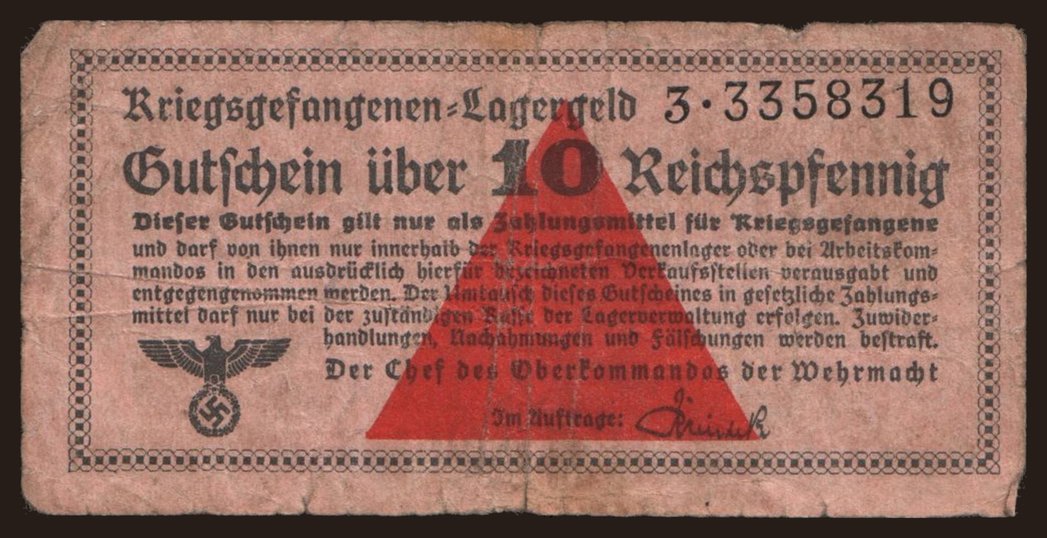 Kriegsgefangenen-Lagergeld 3·3358319
Gutschein über 10 Reichspfennig
Dieser Gutschein gilt nur als Zahlungsmittel für Kriegsgefangene
und darf von ihnen nur innerhalb der Kriegsgefangenenlager oder bei Arbeitskom-
mandos in den ausdrücklich hierfür bezeichneten Verkaufsstellen verausgabt und
entgegengenommen werden. Der Umtausch dieses Gutscheines in gesetzliche Zahlungs-
mittel darf nur bei der zuständigen Kasse der Lagerverwaltung erfolgen. Zuwider-
handlungen, Nachahmungen und Fälschungen werden bestraft.
Der Chef des Oberkommandos der Wehrmacht
Im Auftrage: